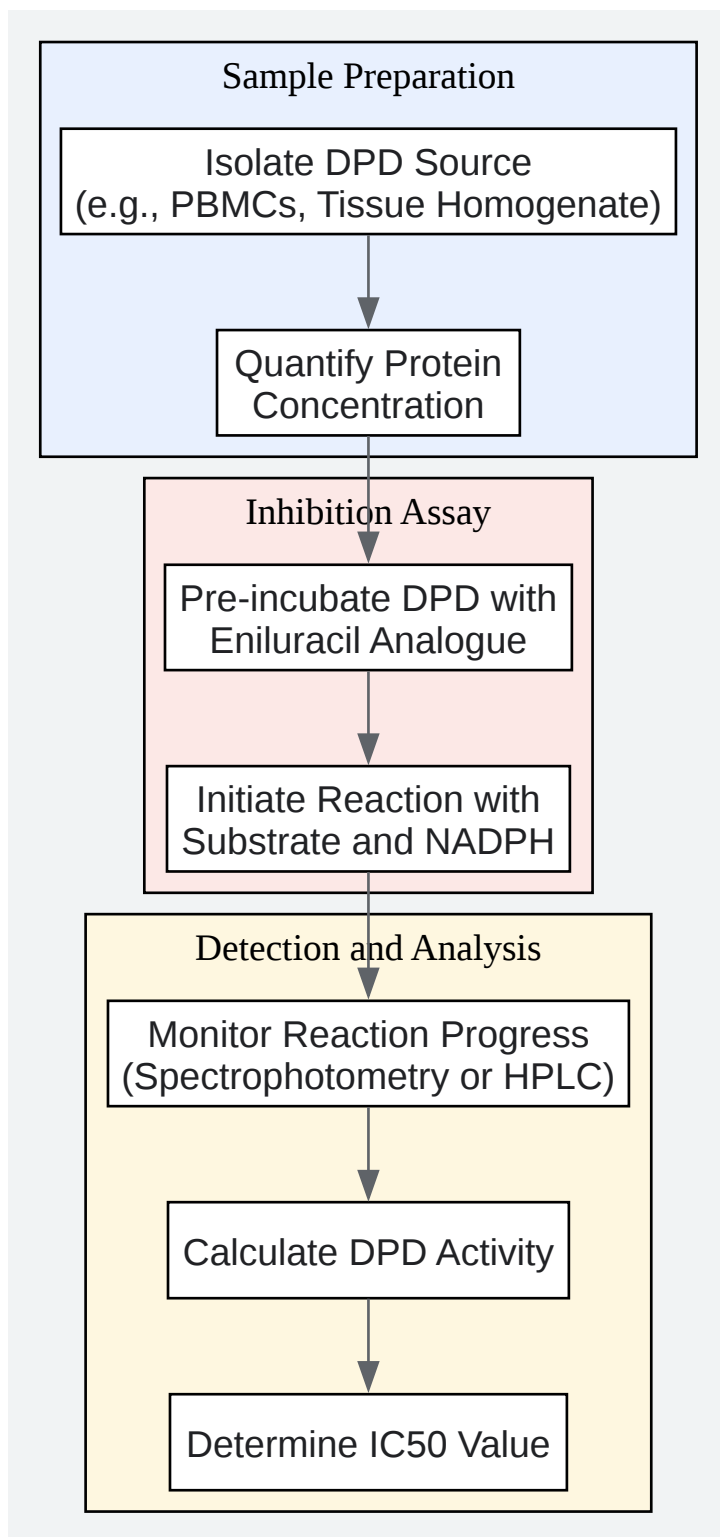 Sample Preparation
Isolate DPD Source
(e.g., PBMCs, Tissue Homogenate)
Quantify Protein
Concentration
Inhibition Assay
Pre-incubate DPD with
Eniluracil Analogue
Initiate Reaction with
Substrate and NADPH
Detection and Analysis
Monitor Reaction Progress
(Spectrophotometry or HPLC)
Calculate DPD Activity
Determine IC50 Value